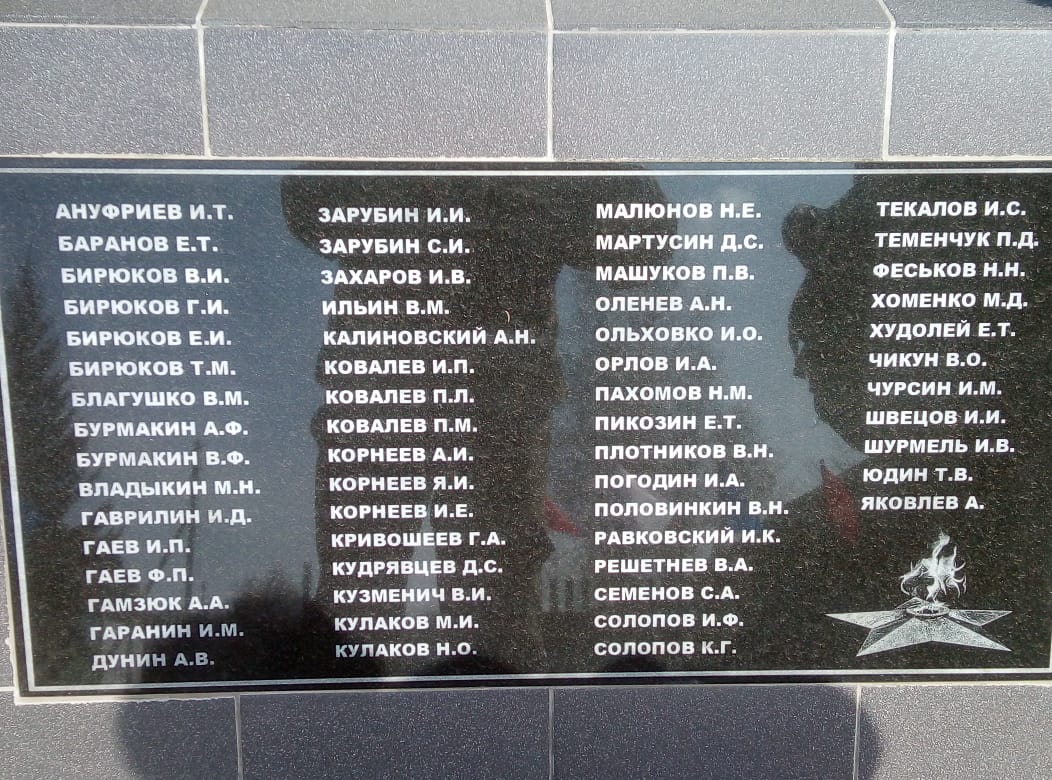 АНУФРИЕВ И.Т.
БАРАНОВ Е.Т.
БИРЮКОВ В.И.
БИРЮКОВ Г.И.
БИРЮКОВ Е.И.
БИРЮКОВ Т.М.
БЛАГУШКО В.М.
БУРМАКИН А.Ф.
БУРМАКИН В.Ф.
ВЛАДЫКИН М.Н.
ГАВРИЛИН И.Д.
ГАЕВ И.П.
ГАЕВ Ф.П.
ГАМЗЮК А.А.
ГАРАНИН И.М.
ДУНИН А.В.
ЗАРУБИН И.И.
ЗАРУБИН С.И.
ЗАХАРОВ И.В.
ИЛЬИН В.М.
КАЛИНОВСКИЙ А.Н.
КОВАЛЕВ И.П.
КОВАЛЕВ П.Л.
КОВАЛЕВ П.М.
КОРНЕЕВ А.И.
КОРНЕЕВ Я.И.
КОРНЕЕВ И.Е.
КРИВОШЕЕВ Г.А.
КУДРЯВЦЕВ Д.С.
КУЗМЕНИЧ В.И.
КУЛАКОВ М.И.
КУЛАКОВ Н.О.
МАЛЮНОВ Н.Е.
МАРТУСИН Д.С.
МАШУКОВ П.В.
ОЛЕНЕВ А.Н.
ОЛЬХОВКО И.О.
ОРЛОВ И.А.
ПАХОМОВ Н.М.
ПИКОЗИН Е.Т.
ПЛОТНИКОВ В.Н.
ПОГОДИН И.А.
ПОЛОВИНКИН В.Н.
РАВКОВСКИЙ И.К.
РЕШЕТНЕВ В.А.
СЕМЕНОВ С.А.
СОЛОПОВ И.Ф.
СОЛОПОВ К.Г.
ТЕКАЛОВ И.С.
ТЕМЕНЧУК П.Д.
ФЕСЬКОВ Н.Н.
ХОМЕНКО М.Д.
ХУДОЛЕЙ Е.Т.
ЧИКУН В.О.
ЧУРСИН И.М.
ШВЕЦОВ И.И.
ШУРМЕЛЬ И.В.
ЮДИН Т.В.
ЯКОВЛЕВ А.